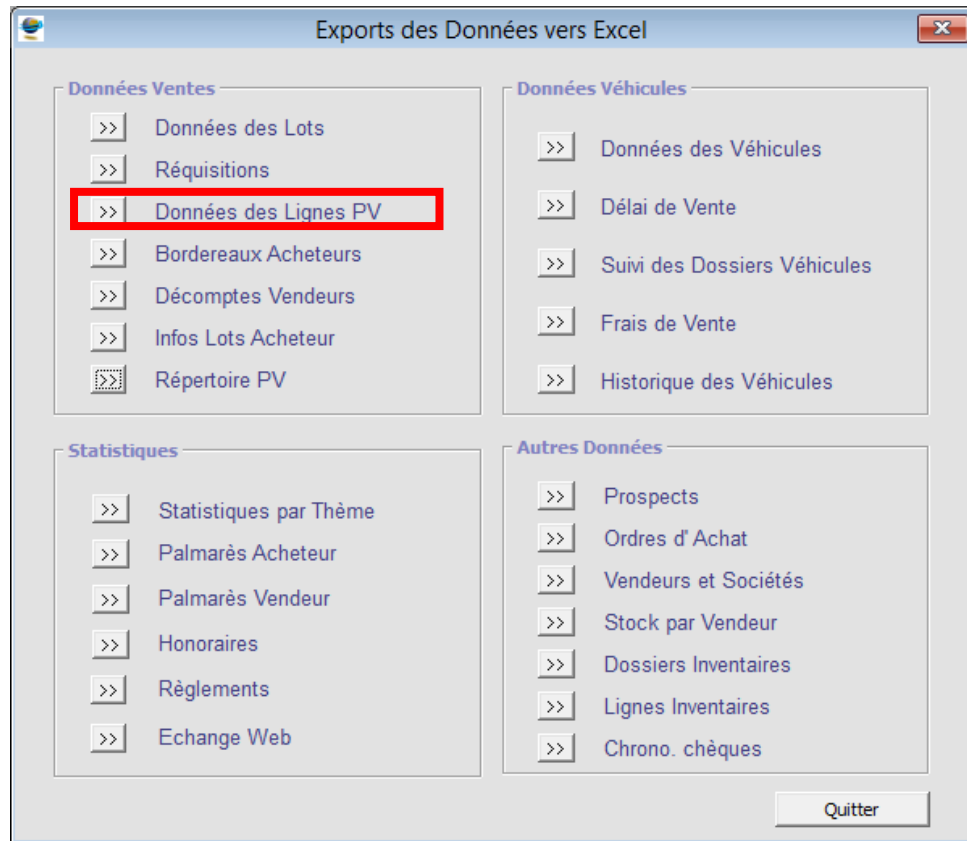 Exports des Données vers Excel
Données Ventes
>> Données des Lots
>> Réquisitions
>> Données des Lignes PV
>> Bordereaux Acheteurs
>> Décomptes Vendeurs
>> Infos Lots Acheteur
>> Répertoire PV
Données Véhicules
>> Données des Véhicules
>> Délai de Vente
>> Suivi des Dossiers Véhicules
>> Frais de Vente
>> Historique des Véhicules
Statistiques
>> Statistiques par Thème
>> Palmarès Acheteur
>> Palmarès Vendeur
>> Honoraires
>> Règlements
>> Echange Web
Autres Données
>> Prospects
>> Ordres d' Achat
>> Vendeurs et Sociétés
>> Stock par Vendeur
>> Dossiers Inventaires
>> Lignes Inventaires
>> Chrono. chèques
Quitter